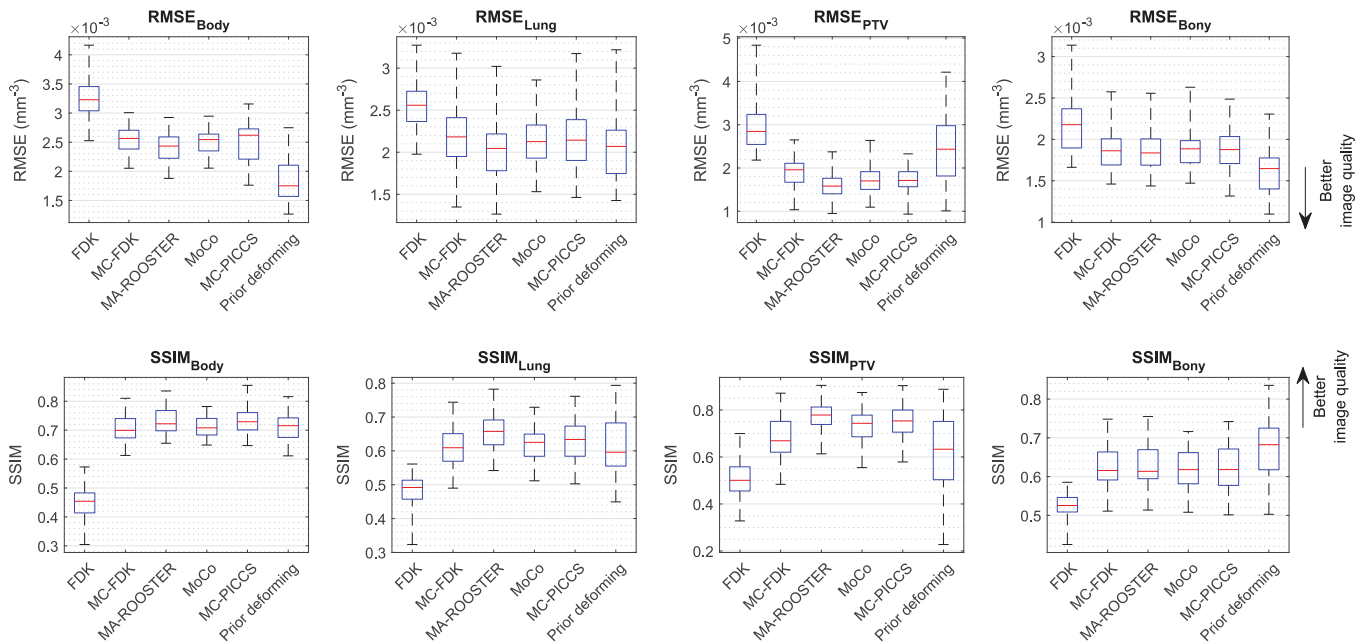 RMSE_Body
×10⁻³
RMSE (mm⁻³)
4
3.5
3
2.5
2
1.5
FDK
MC-FDK
MA-ROOSTER
MoCo
MC-PICCS
Prior deforming
RMSE_Lung
×10⁻³
RMSE (mm⁻³)
3
2.5
2
1.5
1
FDK
MC-FDK
MA-ROOSTER
MoCo
MC-PICCS
Prior deforming
RMSE_PTV
×10⁻³
RMSE (mm⁻³)
5
4
3
2
1
FDK
MC-FDK
MA-ROOSTER
MoCo
MC-PICCS
Prior deforming
RMSE_Bony
×10⁻³
RMSE (mm⁻³)
3
2.5
2
1.5
1
FDK
MC-FDK
MA-ROOSTER
MoCo
MC-PICCS
Prior deforming
Better
image quality
SSIM_Body
SSIM
0.8
0.7
0.6
0.5
0.4
0.3
FDK
MC-FDK
MA-ROOSTER
MoCo
MC-PICCS
Prior deforming
SSIM_Lung
SSIM
0.8
0.7
0.6
0.5
0.4
0.3
FDK
MC-FDK
MA-ROOSTER
MoCo
MC-PICCS
Prior deforming
SSIM_PTV
SSIM
0.8
0.6
0.4
0.2
FDK
MC-FDK
MA-ROOSTER
MoCo
MC-PICCS
Prior deforming
SSIM_Bony
SSIM
0.8
0.7
0.6
0.5
FDK
MC-FDK
MA-ROOSTER
MoCo
MC-PICCS
Prior deforming
Better
image quality